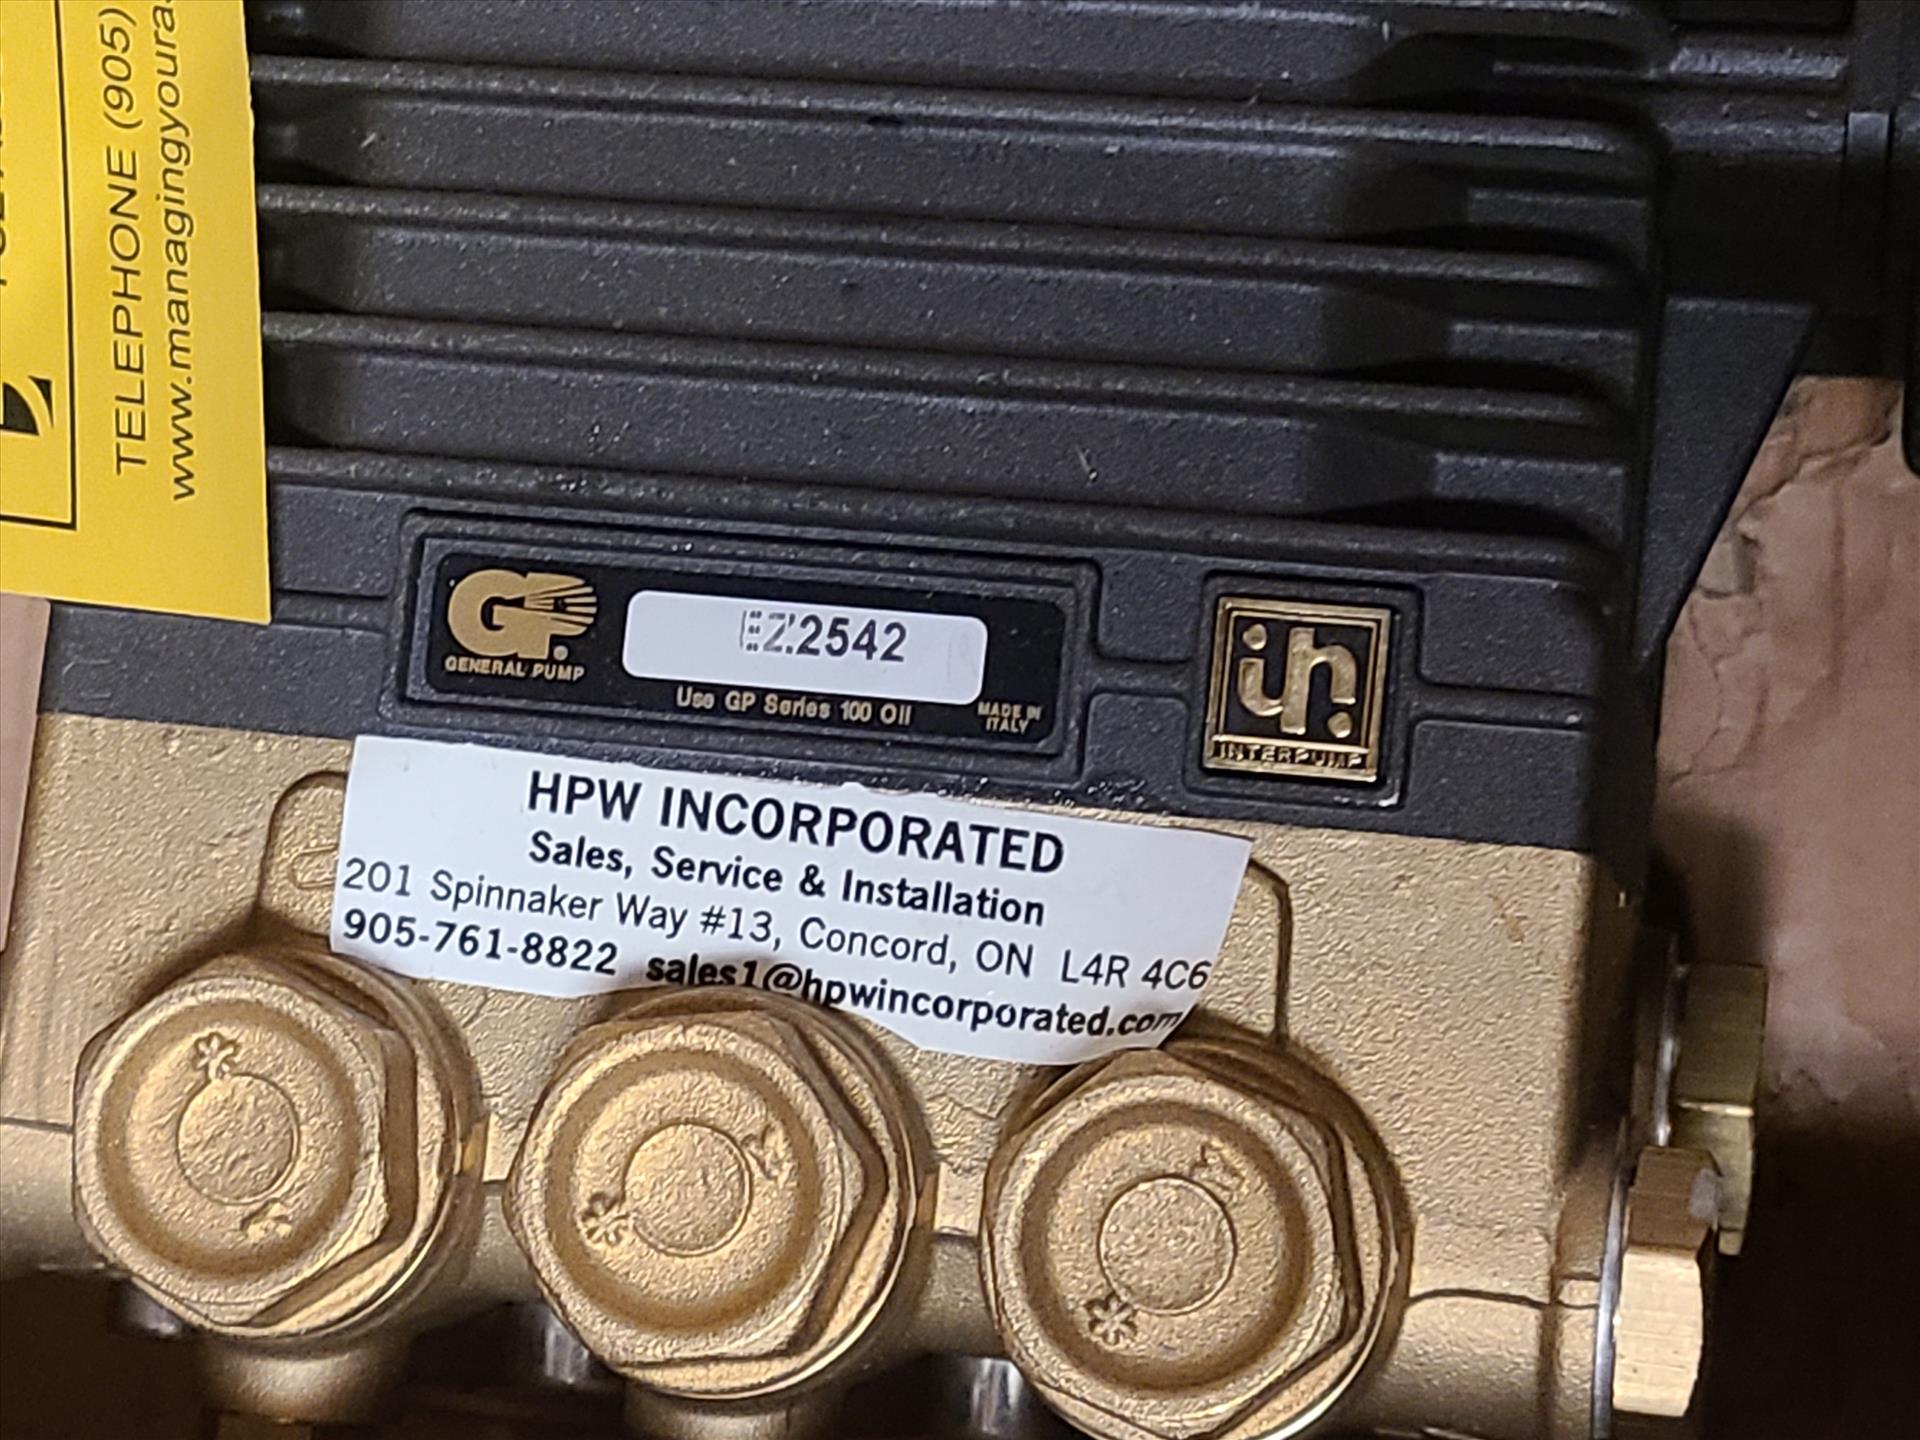 TELEPHONE (905)
www.managingyouras
GP
GENERAL PUMP
EZ2542
Use GP Series 100 Oil
MADE IN
ITALY
INTERPUMP
HPW INCORPORATED
Sales, Service & Installation
201 Spinnaker Way #13, Concord, ON L4R 4C6
905-761-8822 sales1@hpwincorporated.com